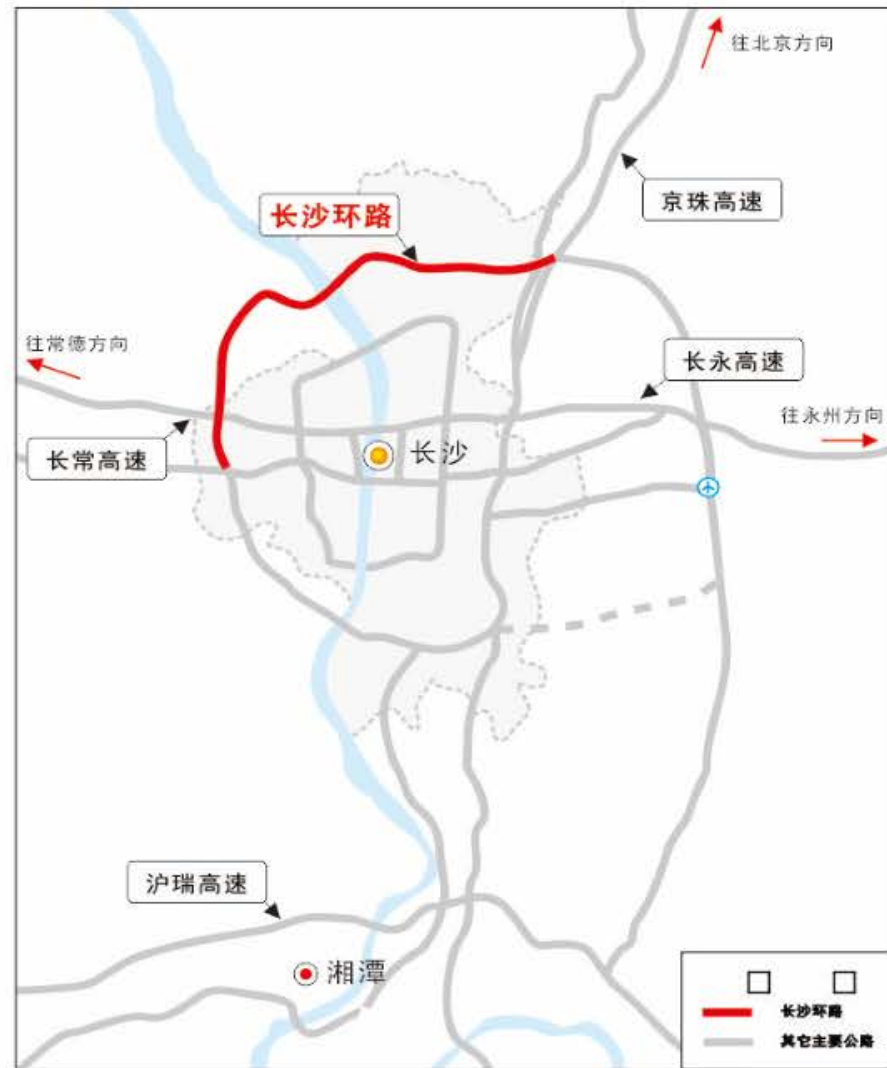 往北京方向
京珠高速
长沙环路
往常德方向
长永高速
往永州方向
长常高速
长沙
沪瑞高速
湘潭
□ □
长沙环路
其它主要公路